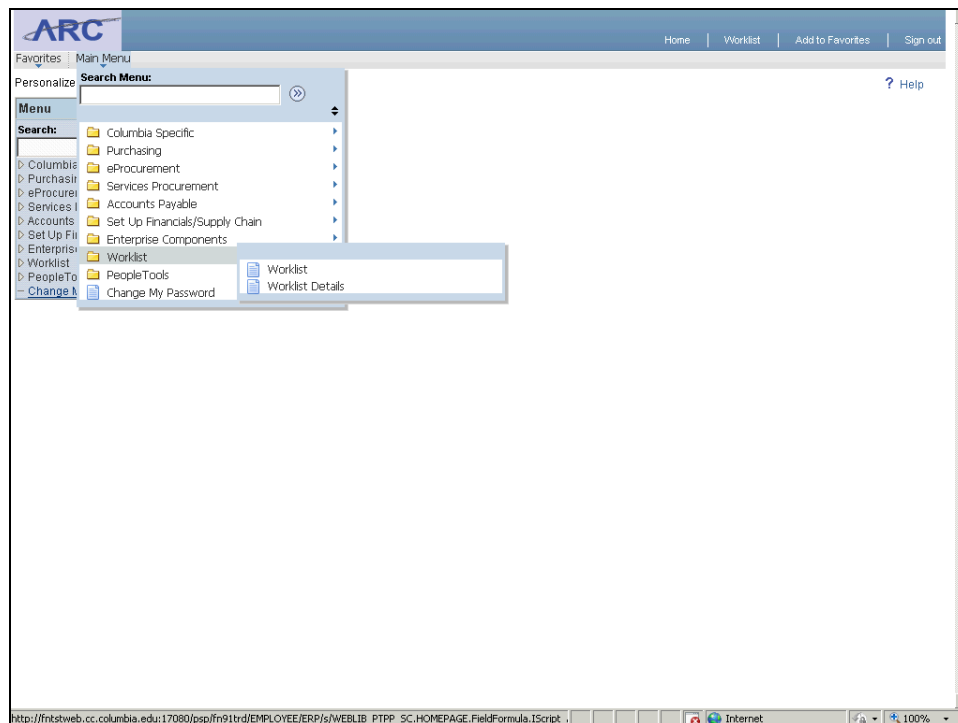 ARC
Home | Worklist | Add to Favorites | Sign out
Favorites Main Menu
Personalize
Search Menu:
? Help
Menu
Search:
Columbia
Purchasin
eProcure
Services
Accounts
Set Up Fi
Enterpris
Worklist
PeopleTo
Change M
Columbia Specific
Purchasing
eProcurement
Services Procurement
Accounts Payable
Set Up Financials/Supply Chain
Enterprise Components
Worklist
PeopleTools
Change My Password
Worklist
Worklist Details
http://fntstweb.cc.columbia.edu:17080/psp/fn91trd/EMPLOYEE/ERP/s/WEBLIB_PTPP_SC.HOMEPAGE.FieldFormula.IScript
Internet
100%